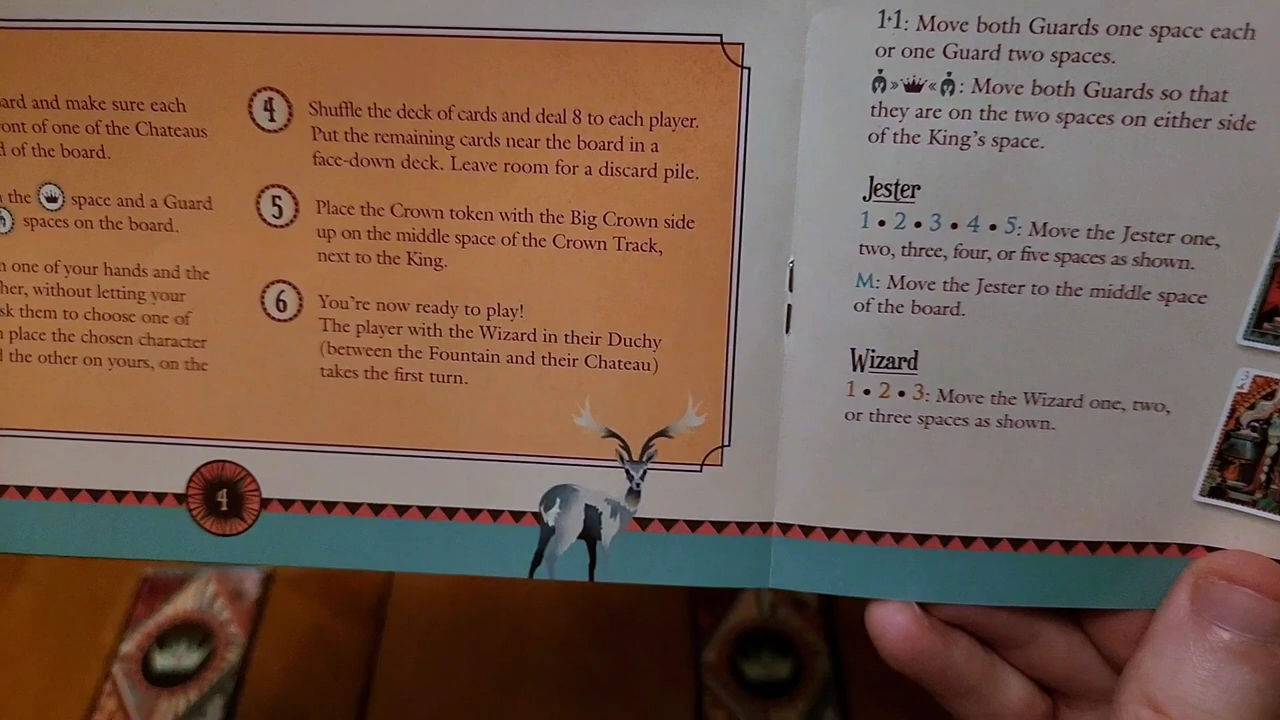 ard and make sure each
ont of one of the Chateaus
of the board.
the space and a Guard
spaces on the board.
one of your hands and the
her, without letting your
sk them to choose one of
place the chosen character
the other on yours, on the
4 Shuffle the deck of cards and deal 8 to each player.
Put the remaining cards near the board in a
face-down deck. Leave room for a discard pile.
5 Place the Crown token with the Big Crown side
up on the middle space of the Crown Track,
next to the King.
6 You're now ready to play!
The player with the Wizard in their Duchy
(between the Fountain and their Chateau)
takes the first turn.
4
1+1: Move both Guards one space each
or one Guard two spaces.
» «: Move both Guards so that
they are on the two spaces on either side
of the King's space.
Jester
1 • 2 • 3 • 4 • 5: Move the Jester one,
two, three, four, or five spaces as shown.
M: Move the Jester to the middle space
of the board.
Wizard
1 • 2 • 3: Move the Wizard one, two,
or three spaces as shown.